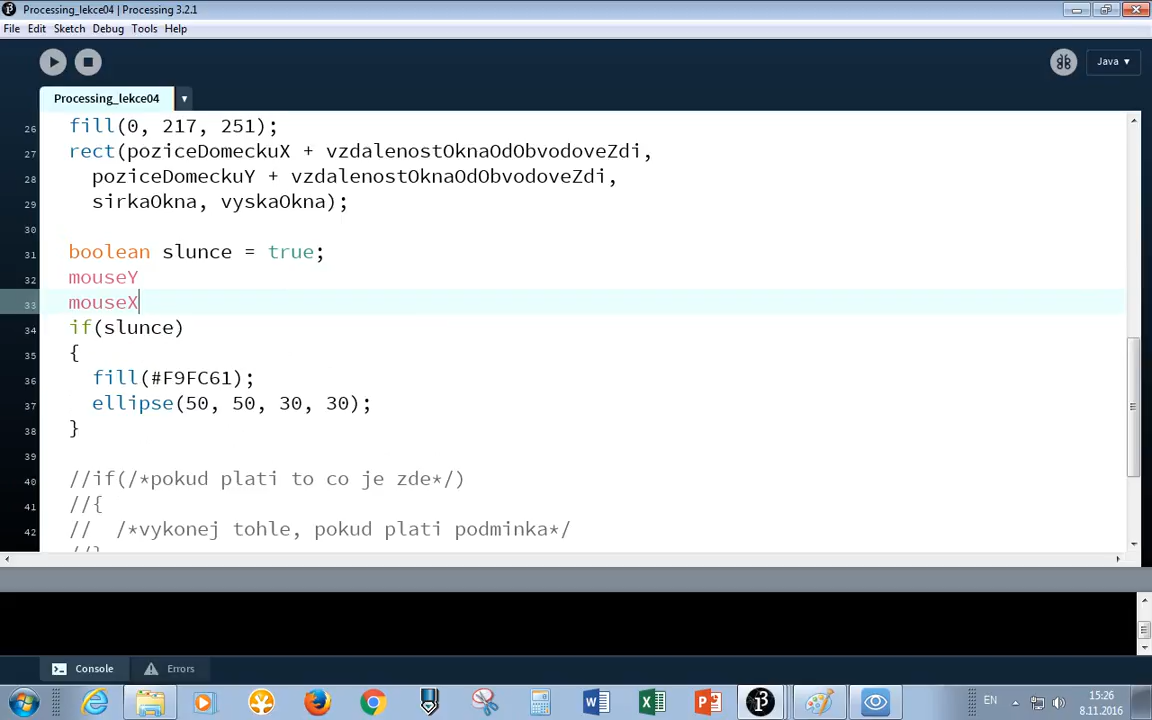 Processing_lekce04 | Processing 3.2.1
File Edit Sketch Debug Tools Help
Java ▾
Processing_lekce04 ▾
26 fill(0, 217, 251);
27 rect(poziceDomeckuX + vzdalenostOknaOdObvodoveZdi,
28 poziceDomeckuY + vzdalenostOknaOdObvodoveZdi,
29 sirkaOkna, vyskaOkna);
30
31 boolean slunce = true;
32 mouseY
33 mouseX
34 if(slunce)
35 {
36 fill(#F9FC61);
37 ellipse(50, 50, 30, 30);
38 }
39
40 //if(/*pokud plati to co je zde*/)
41 //{
42 // /*vykonej tohle, pokud plati podminka*/
//}
Console Errors
EN 15:26
8.11.2016